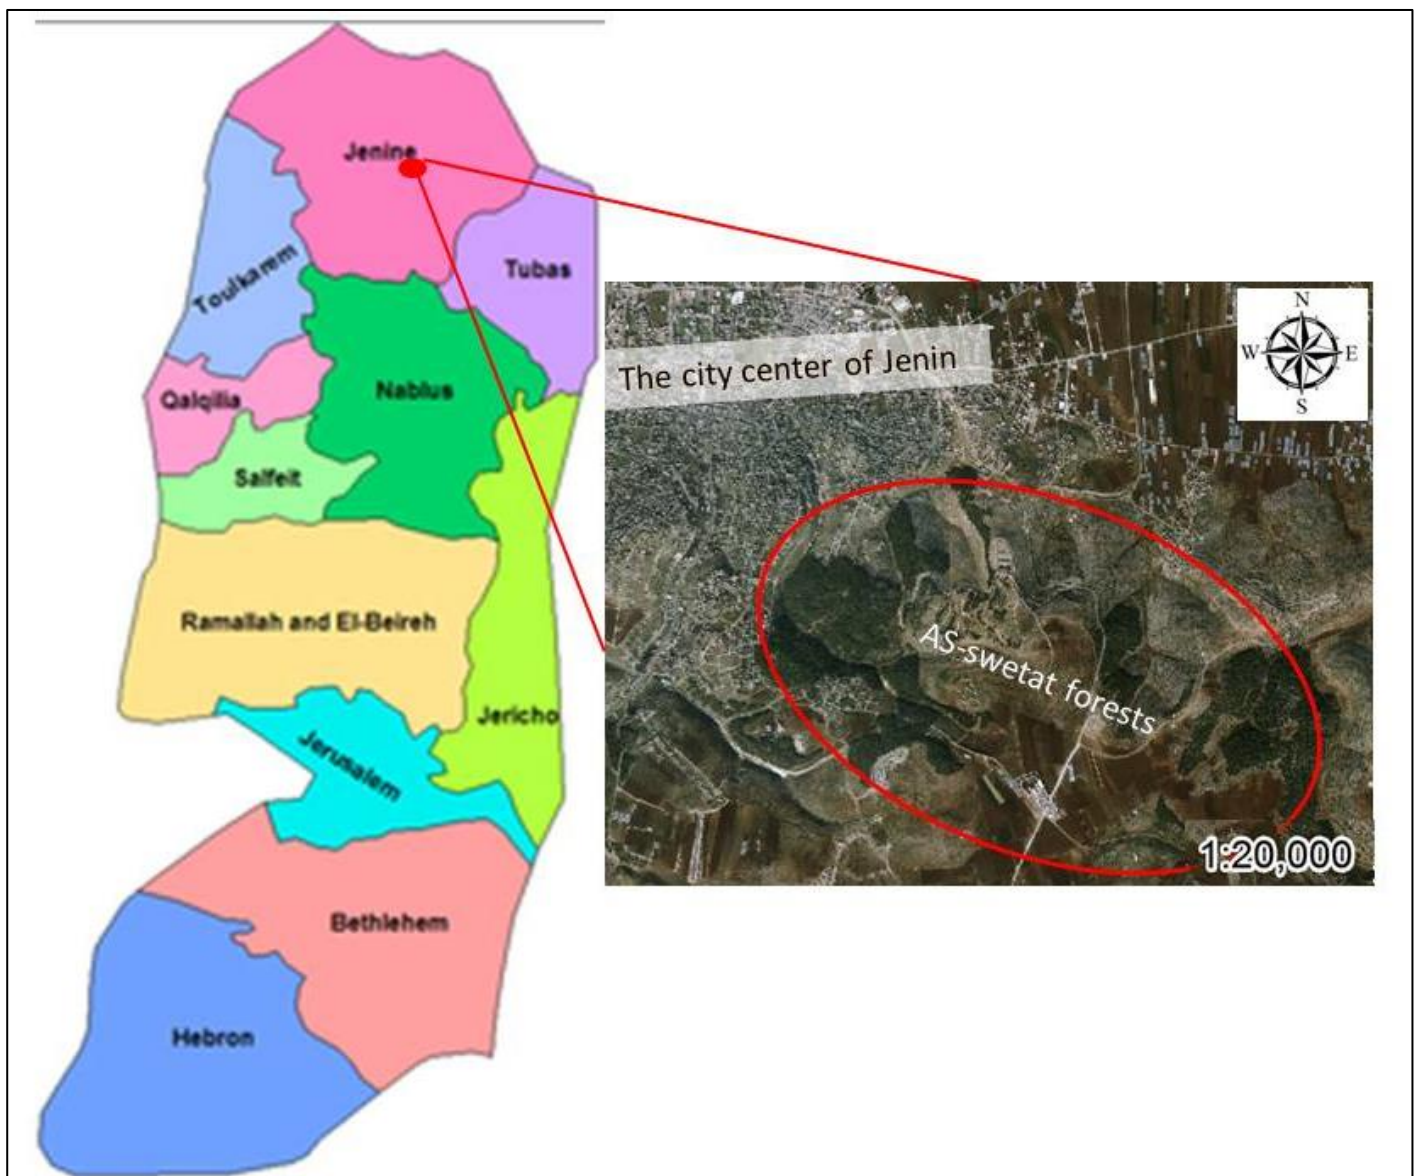 Jenine
Toulkarem
Tubas
Qalqilia
Nablus
Salfeit
Ramallah and El-Beireh
Jericho
Jerusalem
Bethlehem
Hebron
The city center of Jenin
N
W
E
S
AS-swetat forests
1:20,000